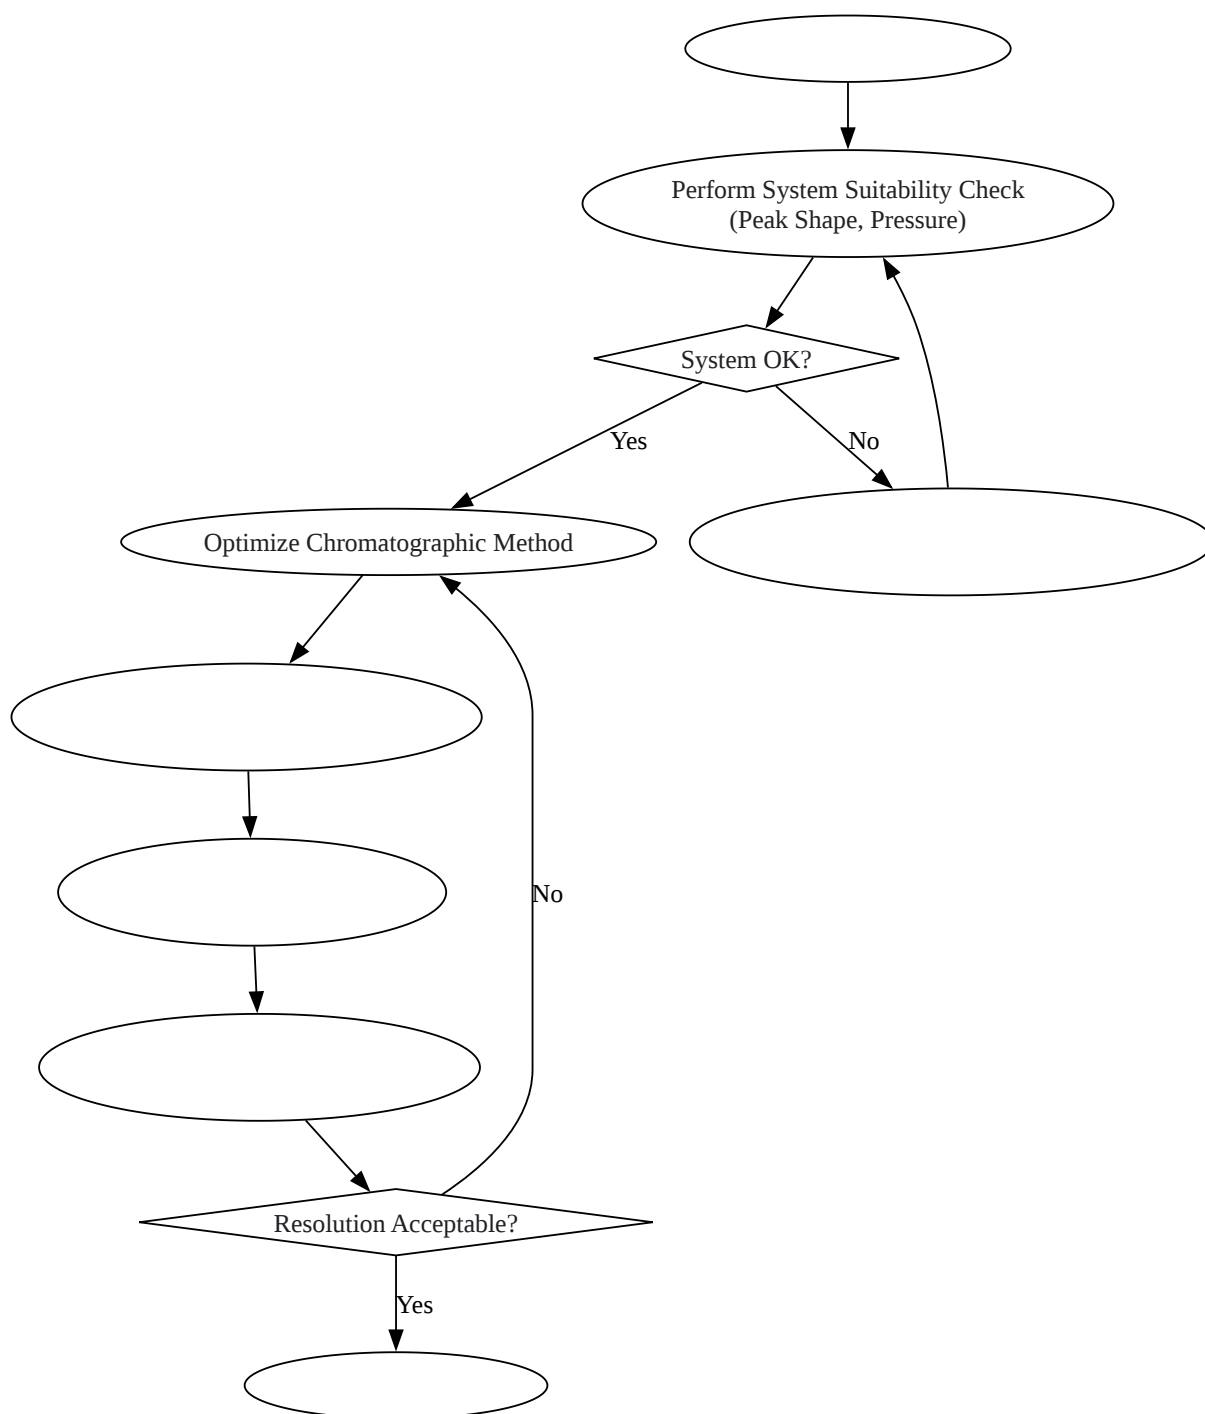 Perform System Suitability Check
(Peak Shape, Pressure)
System OK?
Yes
No
Optimize Chromatographic Method
No
Resolution Acceptable?
Yes